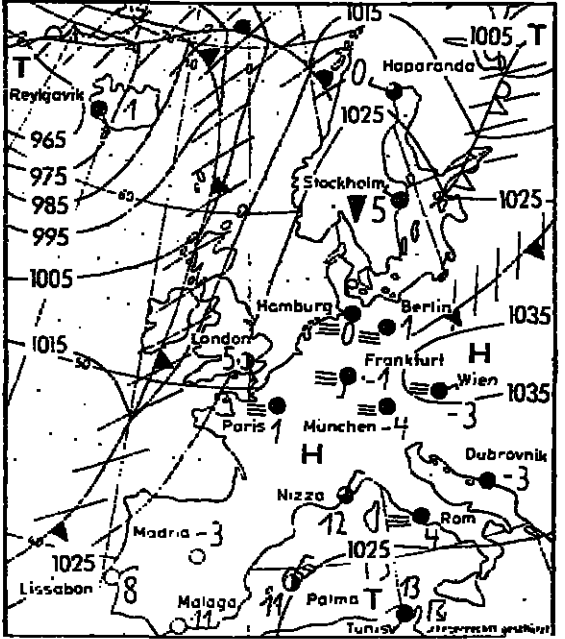 1015
1005
T
T
Haparanda
0
Reykjavik
1
1025
965
975
985
995
Stockholm
5
1025
1005
Hamburg
0
Berlin
1
1035
1015
London
5
Frankfurt
-1
H
Wien
-3
1035
Paris 1
München -4
H
Dubrovnik
-3
Nizza
12
Rom
4
Madrid -3
1025
1025
Lissabon
8
Malaga
11
11
Palma
T
13
Tunis